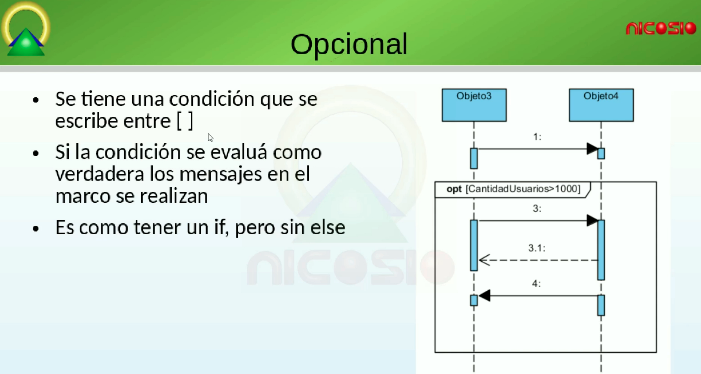 Opcional
NICOSIO
• Se tiene una condición que se
escribe entre [ ]
• Si la condición se evaluá como
verdadera los mensajes en el
marco se realizan
• Es como tener un if, pero sin else
NICOSIO
Objeto3
Objeto4
1:
opt [CantidadUsuarios>1000]
3:
3.1:
4: